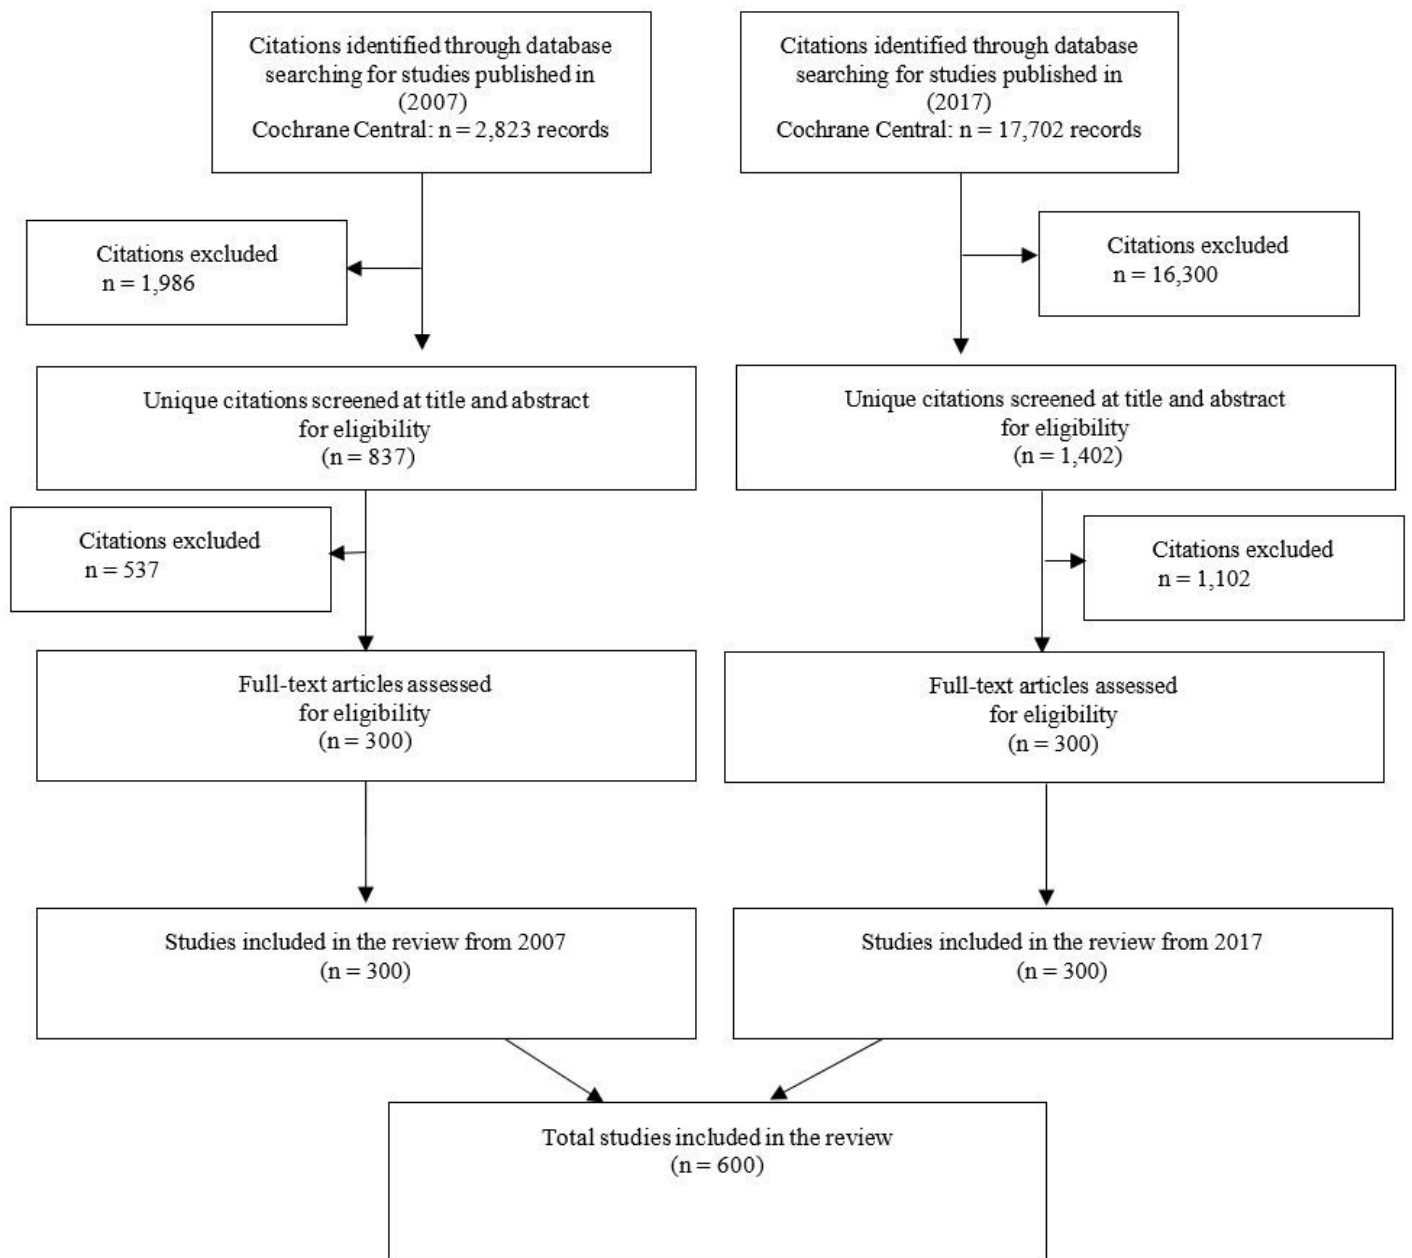 Citations identified through database
searching for studies published in
(2007)
Cochrane Central: n = 2,823 records
Citations identified through database
searching for studies published in
(2017)
Cochrane Central: n = 17,702 records
Citations excluded
n = 1,986
Citations excluded
n = 16,300
Unique citations screened at title and abstract
for eligibility
(n = 837)
Unique citations screened at title and abstract
for eligibility
(n = 1,402)
Citations excluded
n = 537
Citations excluded
n = 1,102
Full-text articles assessed
for eligibility
(n = 300)
Full-text articles assessed
for eligibility
(n = 300)
Studies included in the review from 2007
(n = 300)
Studies included in the review from 2017
(n = 300)
Total studies included in the review
(n = 600)